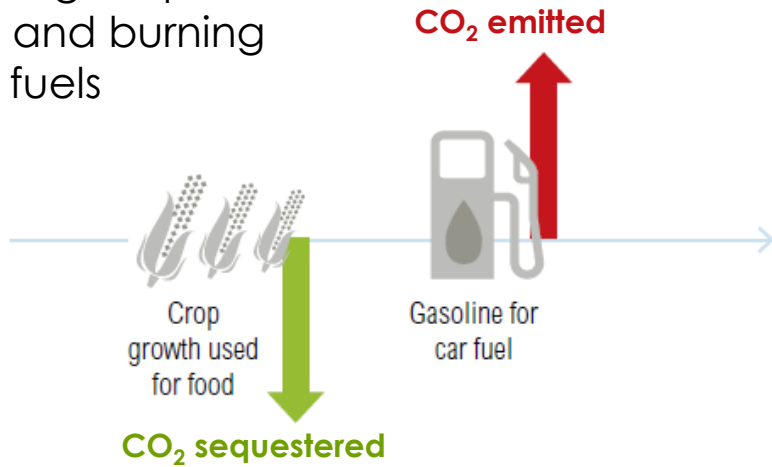 and burning
fuels
CO₂ emitted
Crop
growth used
for food
Gasoline for
car fuel
CO₂ sequestered